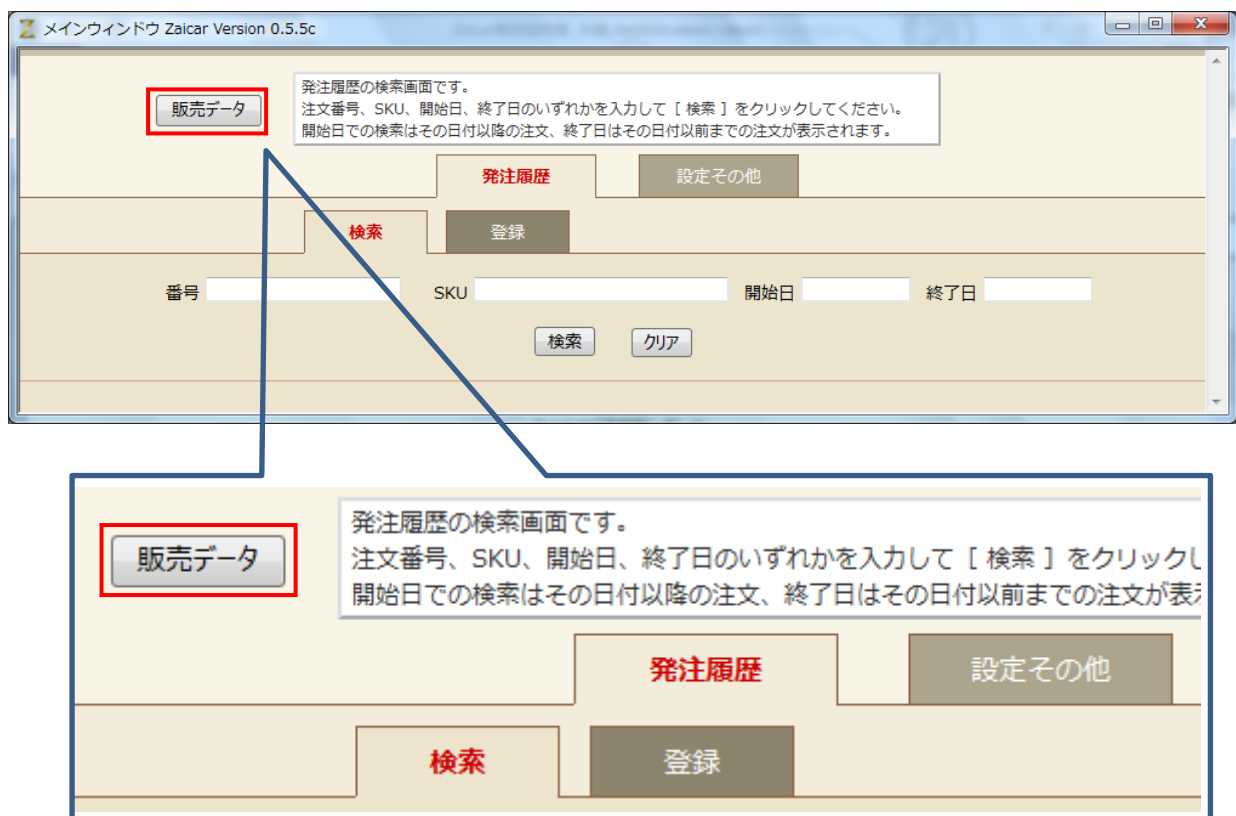 メインウィンドウ Zaicar Version 0.5.5c
販売データ
発注履歴の検索画面です。
注文番号、SKU、開始日、終了日のいずれかを入力して [ 検索 ] をクリックしてください。
開始日での検索はその日付以降の注文、終了日はその日付以前までの注文が表示されます。
発注履歴 設定その他
検索 登録
番号 SKU 開始日 終了日
検索 クリア
販売データ
発注履歴の検索画面です。
注文番号、SKU、開始日、終了日のいずれかを入力して [ 検索 ] をクリックし
開始日での検索はその日付以降の注文、終了日はその日付以前までの注文が表
発注履歴 設定その他
検索 登録